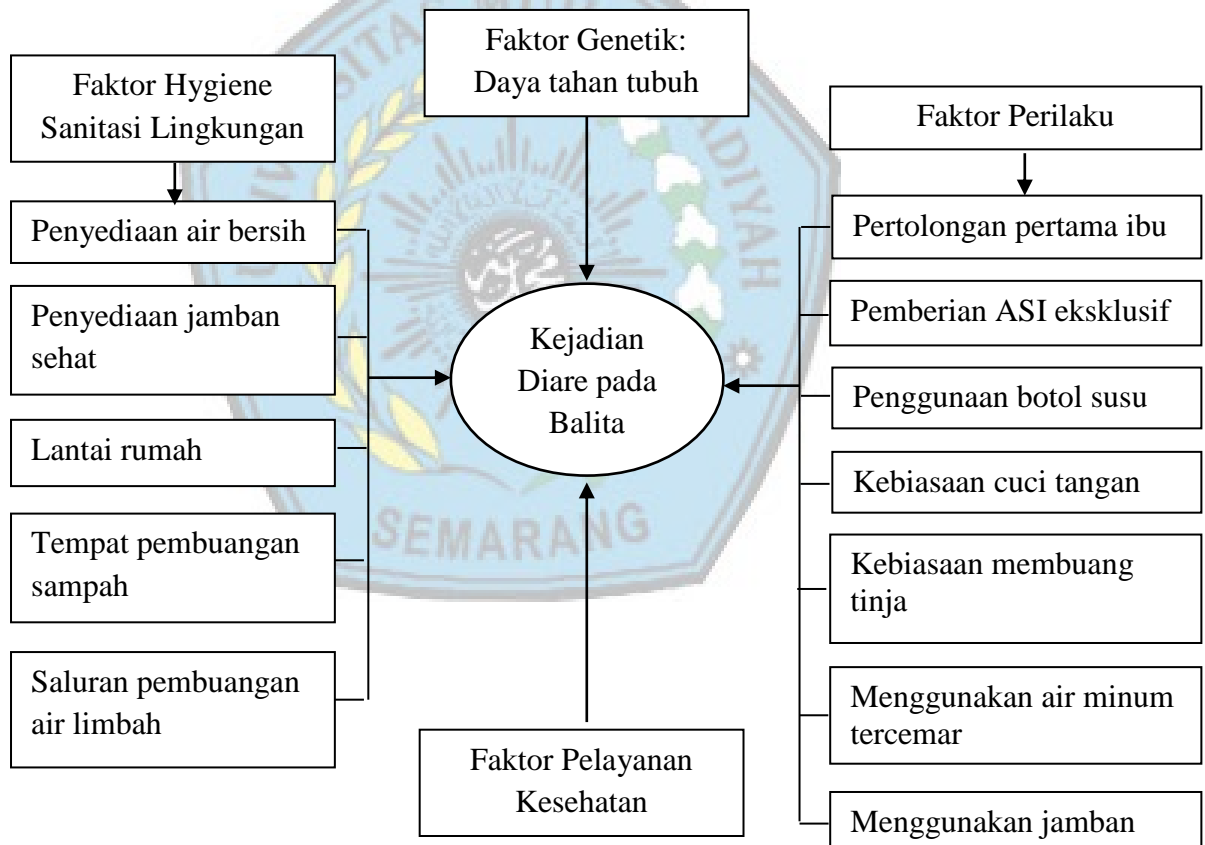 Faktor Genetik:
Daya tahan tubuh
Faktor Hygiene
Sanitasi Lingkungan
Penyediaan air bersih
Penyediaan jamban
sehat
Lantai rumah
Tempat pembuangan
sampah
Saluran pembuangan
air limbah
Kejadian
Diare pada
Balita
Faktor Pelayanan
Kesehatan
Faktor Perilaku
Pertolongan pertama ibu
Pemberian ASI eksklusif
Penggunaan botol susu
Kebiasaan cuci tangan
Kebiasaan membuang
tinja
Menggunakan air minum
tercemar
Menggunakan jamban
SEMARANG